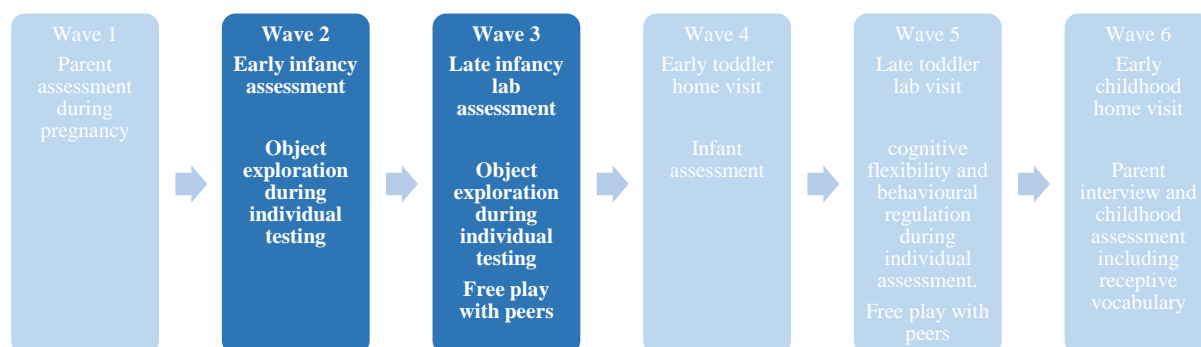 Wave 1
Parent
assessment
during
pregnancy
Wave 2
Early infancy
assessment
Object
exploration
during
individual
testing
Wave 3
Late infancy
lab
assessment
Object
exploration
during
individual
testing
Free play
with peers
Wave 4
Early toddler
home visit
Infant
assessment
Wave 5
Late toddler
lab visit
cognitive
flexibility and
behavioural
regulation
during
individual
assessment.
Free play with
peers
Wave 6
Early
childhood
home visit
Parent
interview and
childhood
assessment
including
receptive
vocabulary